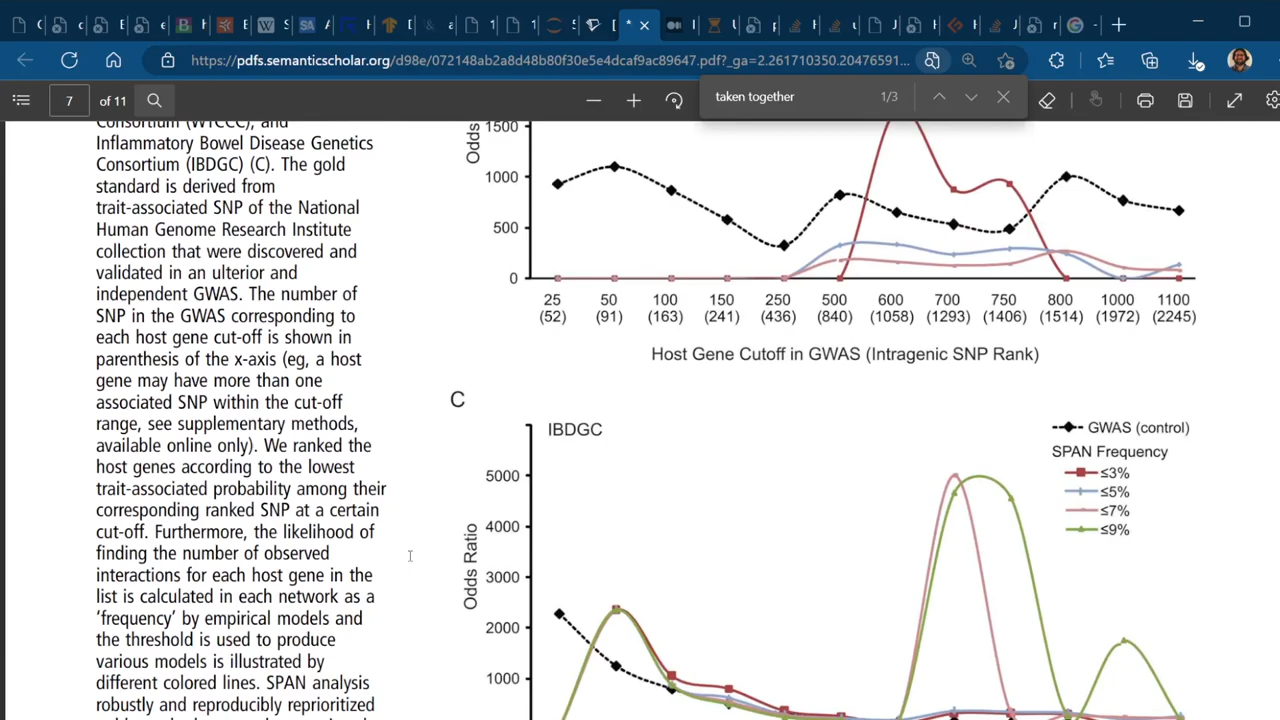 https://pdfs.semanticscholar.org/d98e/072148ab2a8d48b80f30e5e4dcaf9ac89647.pdf?_ga=2.261710350.20476591...
7 of 11
taken together 1/3
Consortium (WTCCC), and
Inflammatory Bowel Disease Genetics
Consortium (IBDGC) (C). The gold
standard is derived from
trait-associated SNP of the National
Human Genome Research Institute
collection that were discovered and
validated in an ulterior and
independent GWAS. The number of
SNP in the GWAS corresponding to
each host gene cut-off is shown in
parenthesis of the x-axis (eg, a host
gene may have more than one
associated SNP within the cut-off
range, see supplementary methods,
available online only). We ranked the
host genes according to the lowest
trait-associated probability among their
corresponding ranked SNP at a certain
cut-off. Furthermore, the likelihood of
finding the number of observed
interactions for each host gene in the
list is calculated in each network as a
‘frequency’ by empirical models and
the threshold is used to produce
various models is illustrated by
different colored lines. SPAN analysis
robustly and reproducibly reprioritized
Odds
1500
1000
500
0
25 50 100 150 250 500 600 700 750 800 1000 1100
(52) (91) (163) (241) (436) (840) (1058) (1293) (1406) (1514) (1972) (2245)
Host Gene Cutoff in GWAS (Intragenic SNP Rank)
C
IBDGC
GWAS (control)
SPAN Frequency
≤3%
≤5%
≤7%
≤9%
Odds Ratio
5000
4000
3000
2000
1000